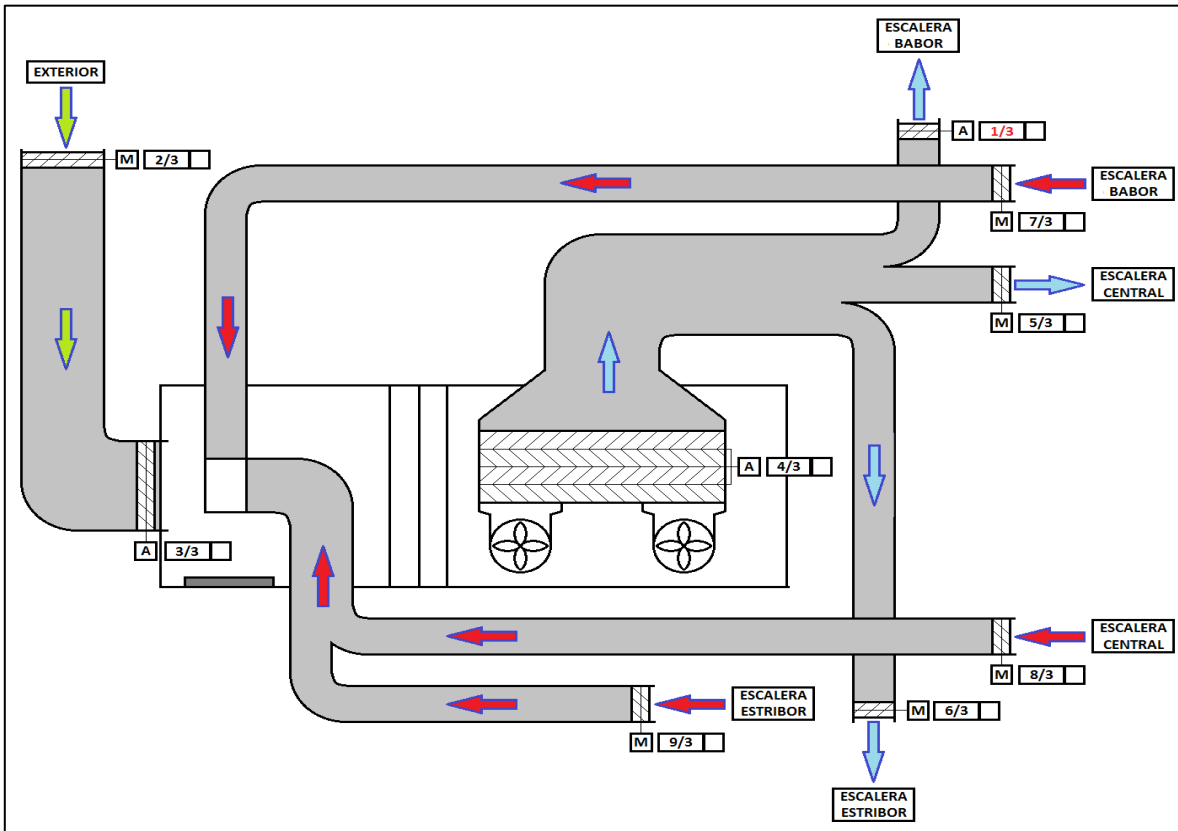 ESCALERA
BABOR
EXTERIOR
A 1/3
M 2/3
ESCALERA
BABOR
M 7/3
ESCALERA
CENTRAL
M 5/3
A 4/3
A 3/3
ESCALERA
CENTRAL
M 8/3
ESCALERA
ESTRIBOR
M 6/3
M 9/3
ESCALERA
ESTRIBOR